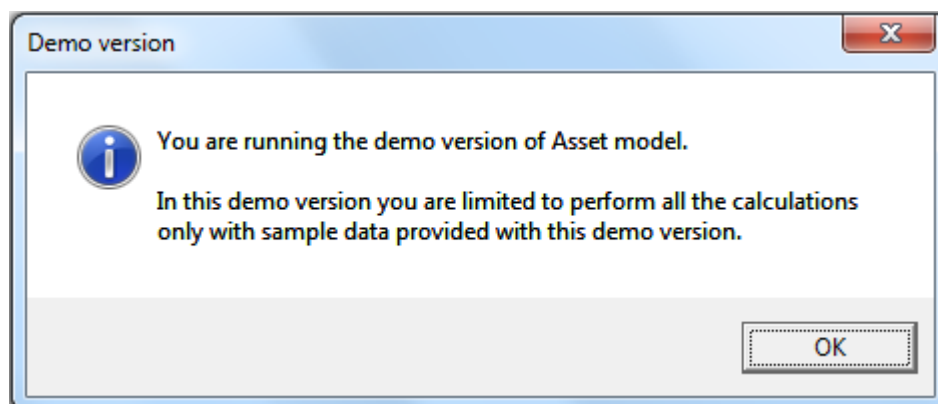 Demo version
You are running the demo version of Asset model.
In this demo version you are limited to perform all the calculations
only with sample data provided with this demo version.
OK